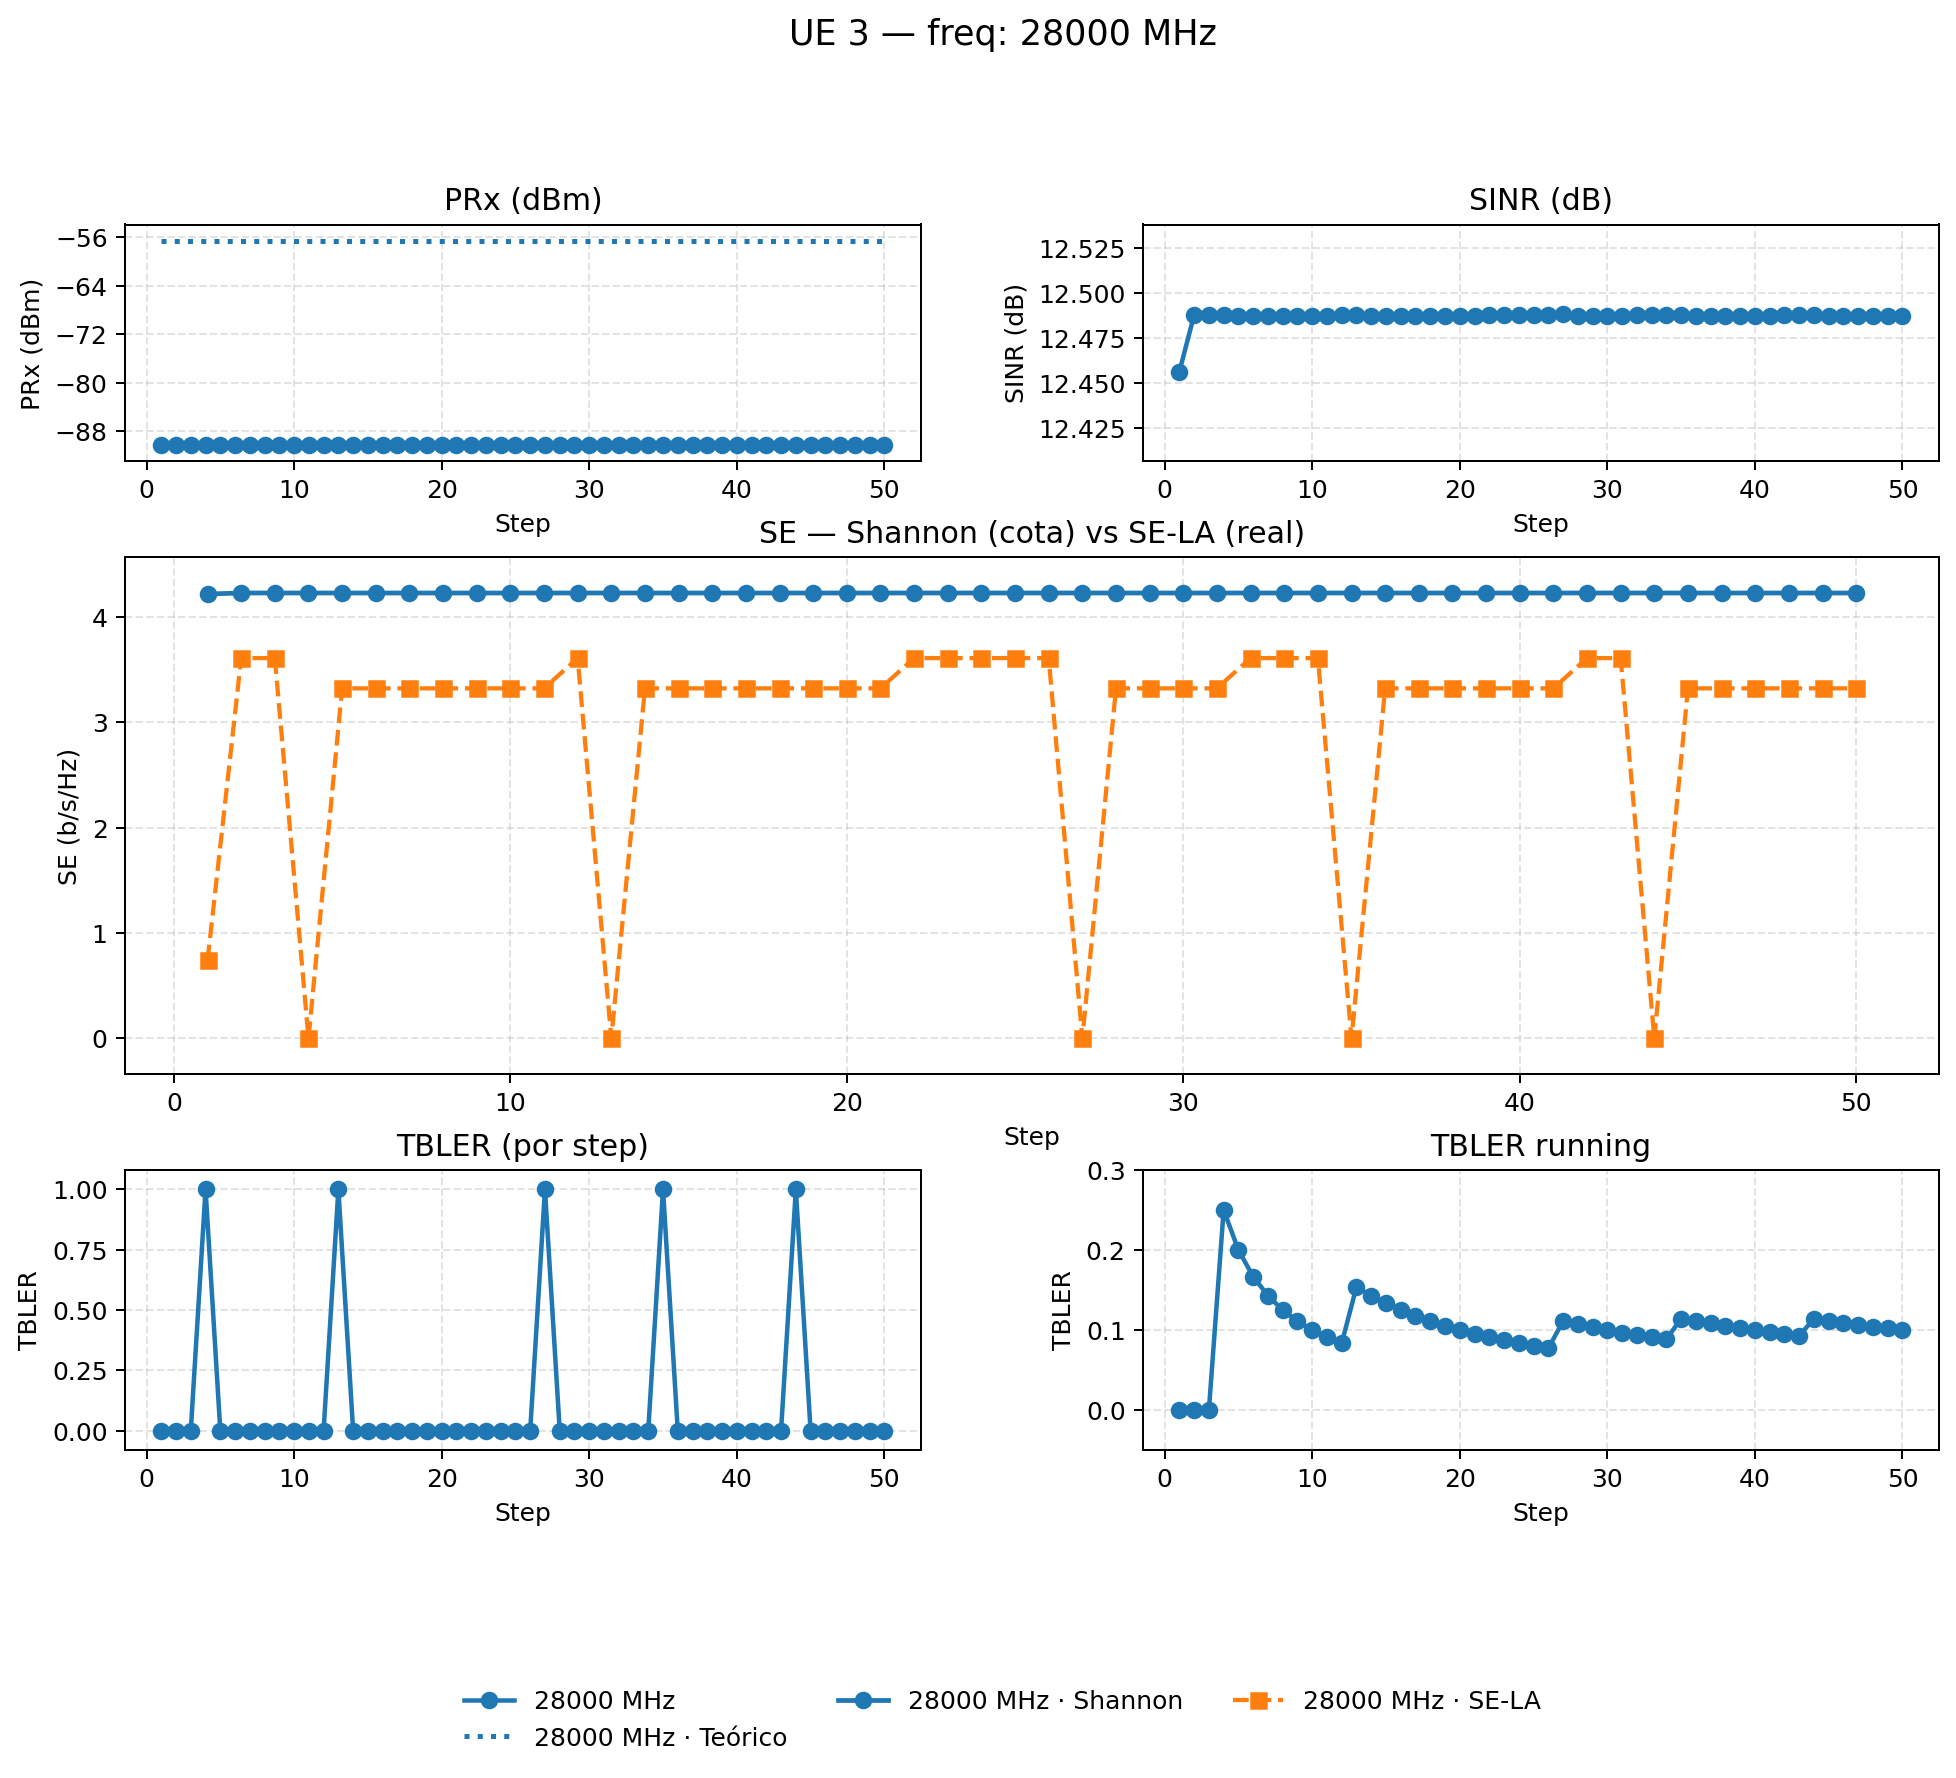 UE 3 — freq: 28000 MHz
PRx (dBm)
PRx (dBm)
−56
−64
−72
−80
−88
0 10 20 30 40 50
Step
SINR (dB)
SINR (dB)
12.525
12.500
12.475
12.450
12.425
0 10 20 30 40 50
Step
SE — Shannon (cota) vs SE-LA (real)
SE (b/s/Hz)
4
3
2
1
0
0 10 20 30 40 50
Step
TBLER (por step)
TBLER
1.00
0.75
0.50
0.25
0.00
0 10 20 30 40 50
Step
TBLER running
TBLER
0.3
0.2
0.1
0.0
0 10 20 30 40 50
Step
28000 MHz
28000 MHz · Teórico
28000 MHz · Shannon
28000 MHz · SE-LA